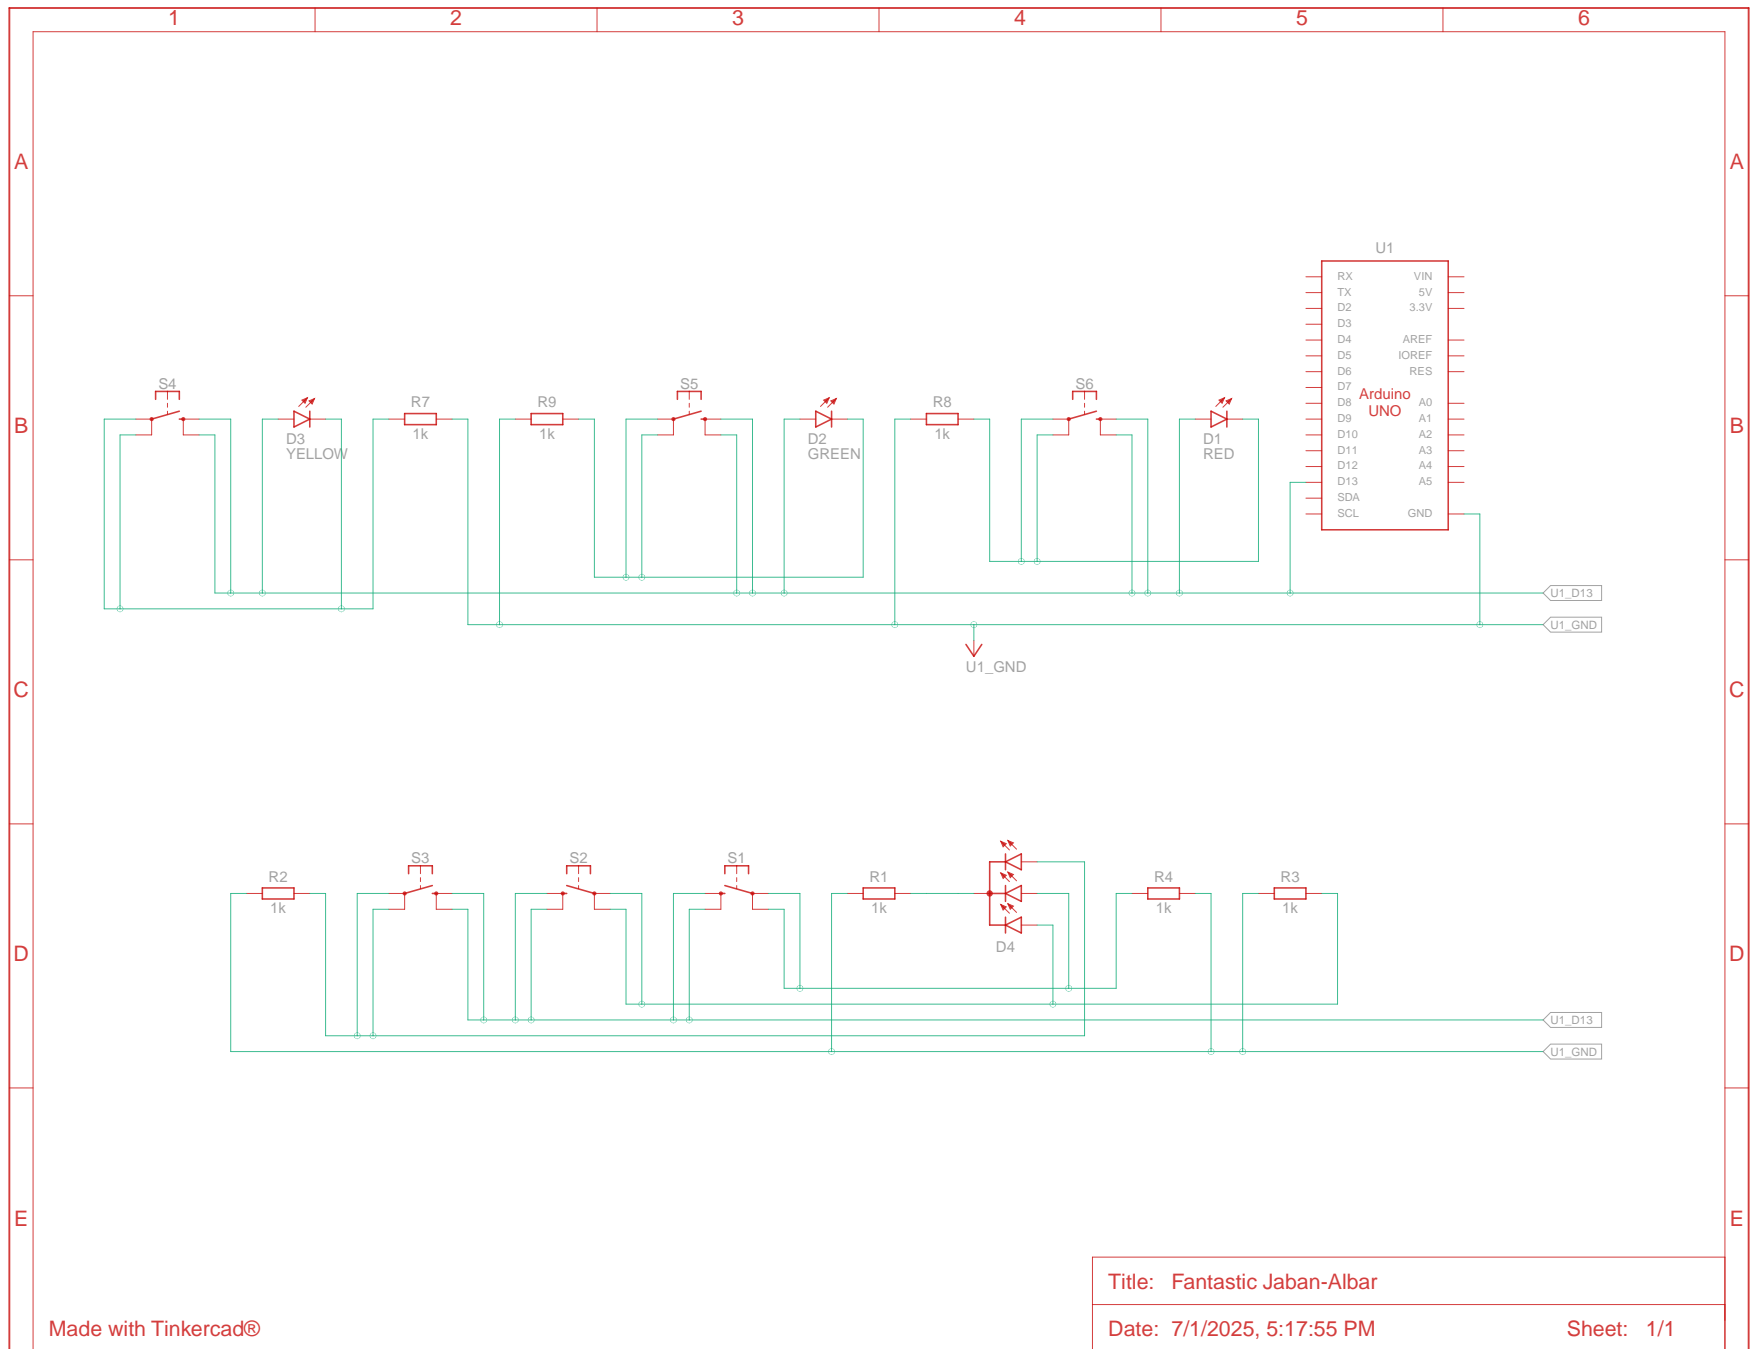 1 2 3 4 5 6
A A
U1
RX VIN
TX 5V
D2 3.3V
D3
D4 AREF
D5 IOREF
D6 RES
D7
Arduino
UNO
D8 A0
D9 A1
D10 A2
D11 A3
D12 A4
D13 A5
SDA
SCL GND
S4 S5 S6
R7 R9 R8
B B
1k 1k 1k
D3 D2 D1
YELLOW GREEN RED
U1_D13
U1_GND
U1_GND
C C
S3 S2 S1
R2 R1 R4 R3
1k 1k 1k 1k
D4
D D
U1_D13
U1_GND
E E
Title: Fantastic Jaban-Albar
Made with Tinkercad®
Date: 7/1/2025, 5:17:55 PM Sheet: 1/1